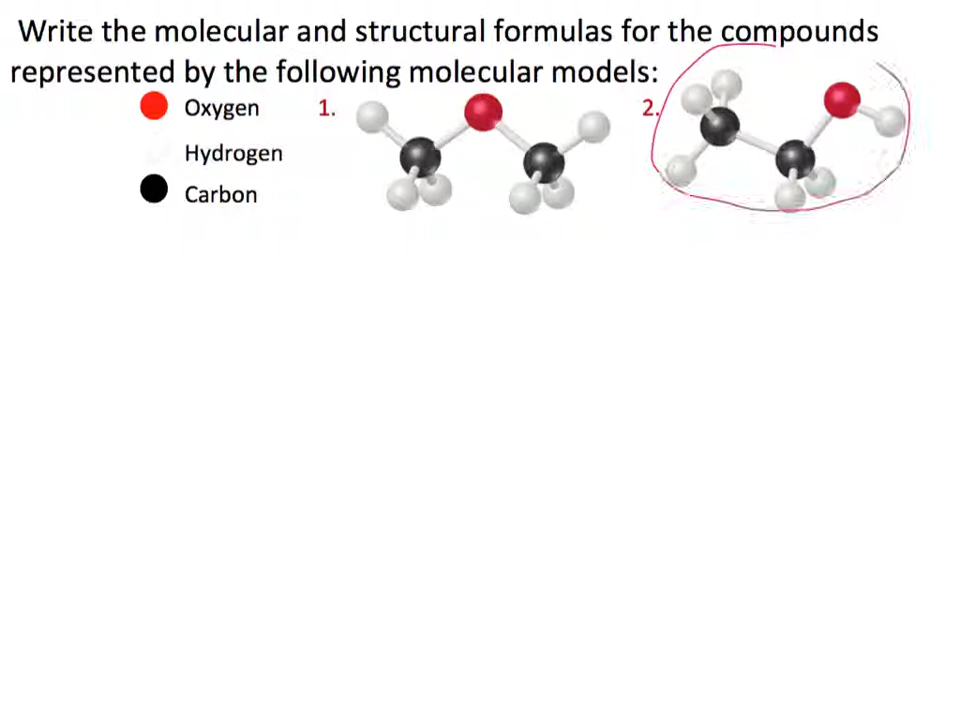 Write the molecular and structural formulas for the compounds
represented by the following molecular models:
Oxygen 1. 2.
Hydrogen
Carbon